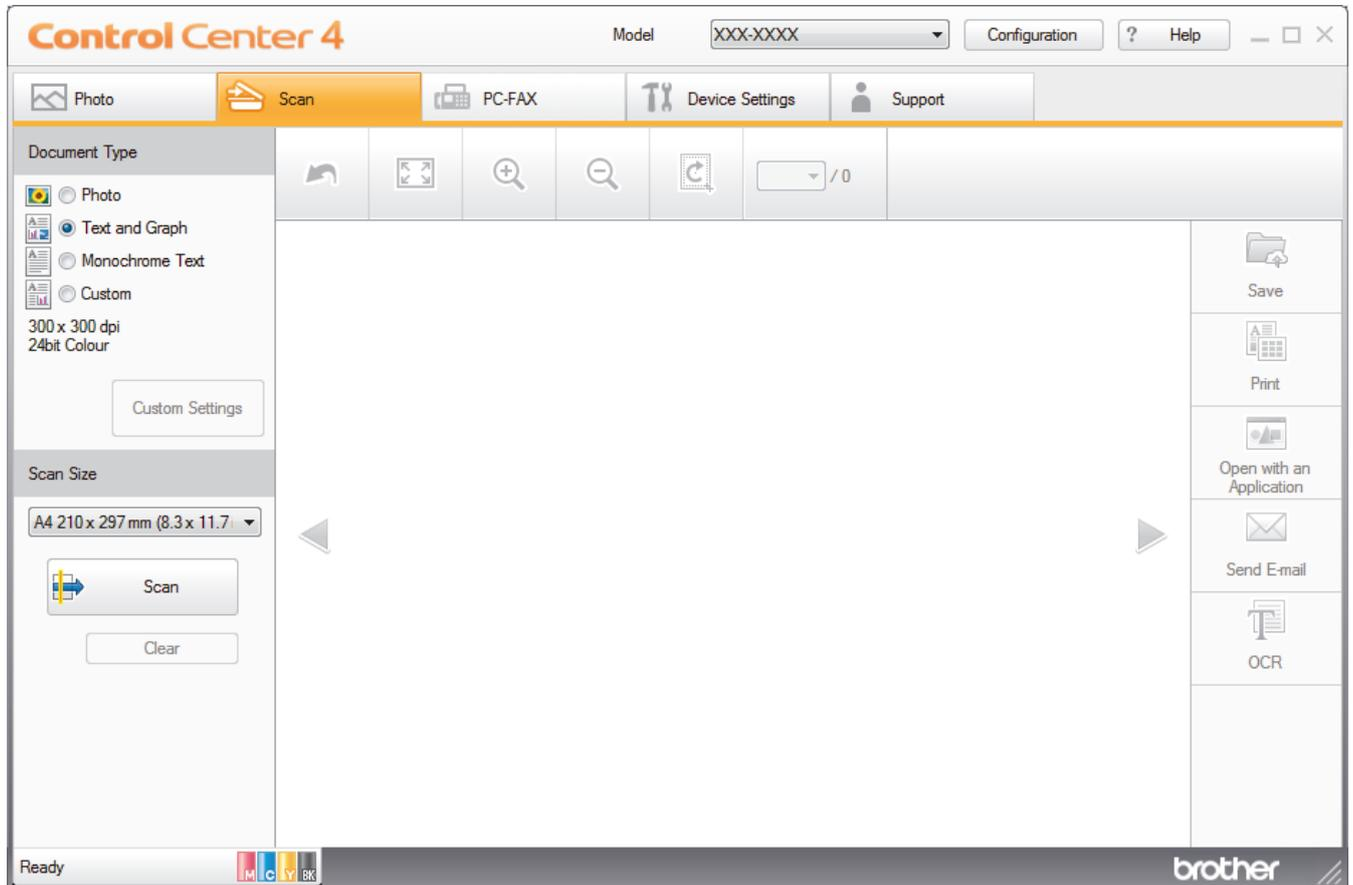 Control Center 4
Model XXX-XXXX Configuration ? Help
Photo Scan PC-FAX Device Settings Support
Document Type
Photo
Text and Graph
Monochrome Text
Custom
300 x 300 dpi
24bit Colour
Custom Settings
Scan Size
A4 210 x 297 mm (8.3 x 11.7
Scan
Clear
/ 0
Save
Print
Open with an
Application
Send E-mail
OCR
Ready
M C Y BK
brother